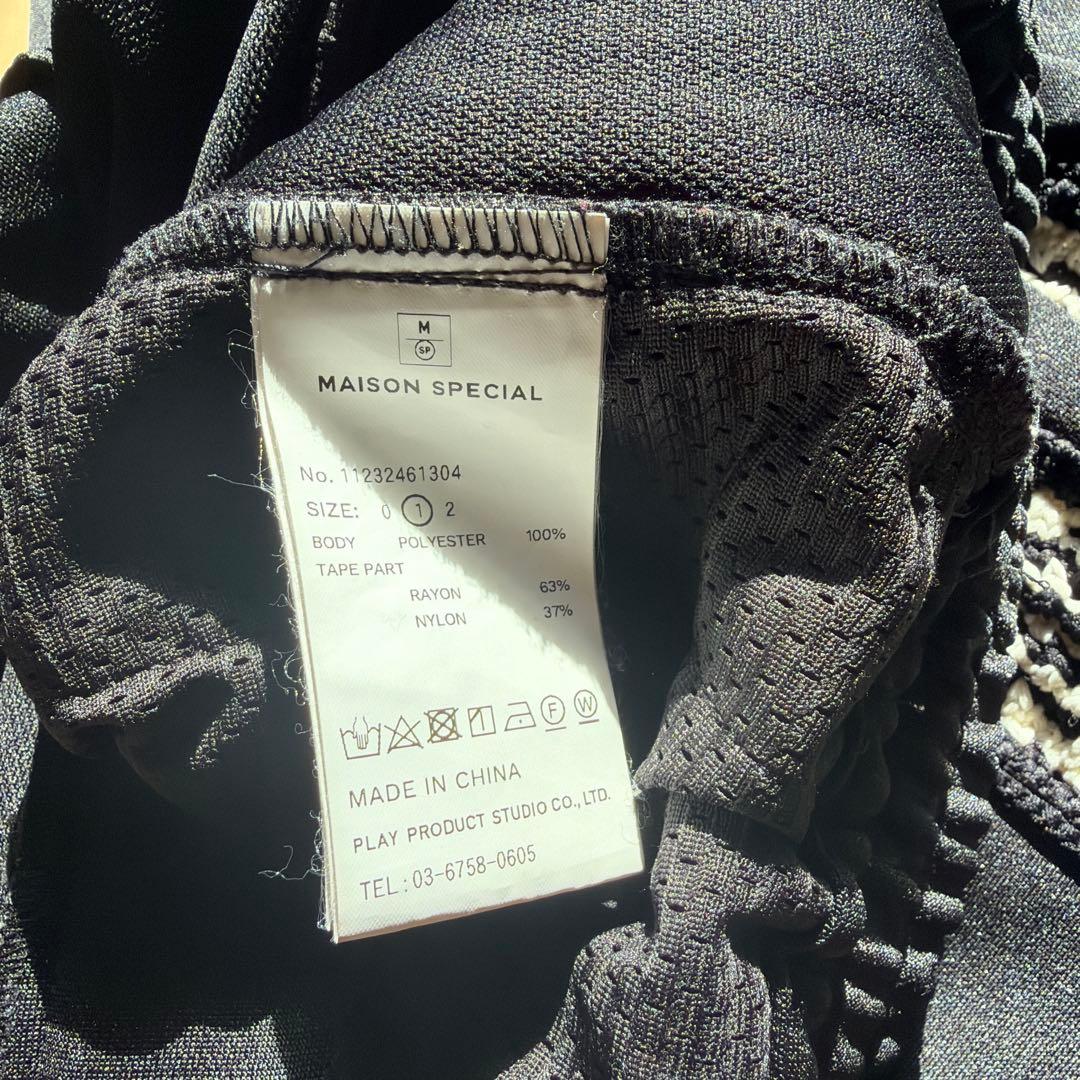 M
SP
MAISON SPECIAL
No. 11232461304
SIZE: 0 1 2
BODY POLYESTER 100%
TAPE PART
RAYON 63%
NYLON 37%
F W
MADE IN CHINA
PLAY PRODUCT STUDIO CO., LTD.
TEL : 03-6758-0605